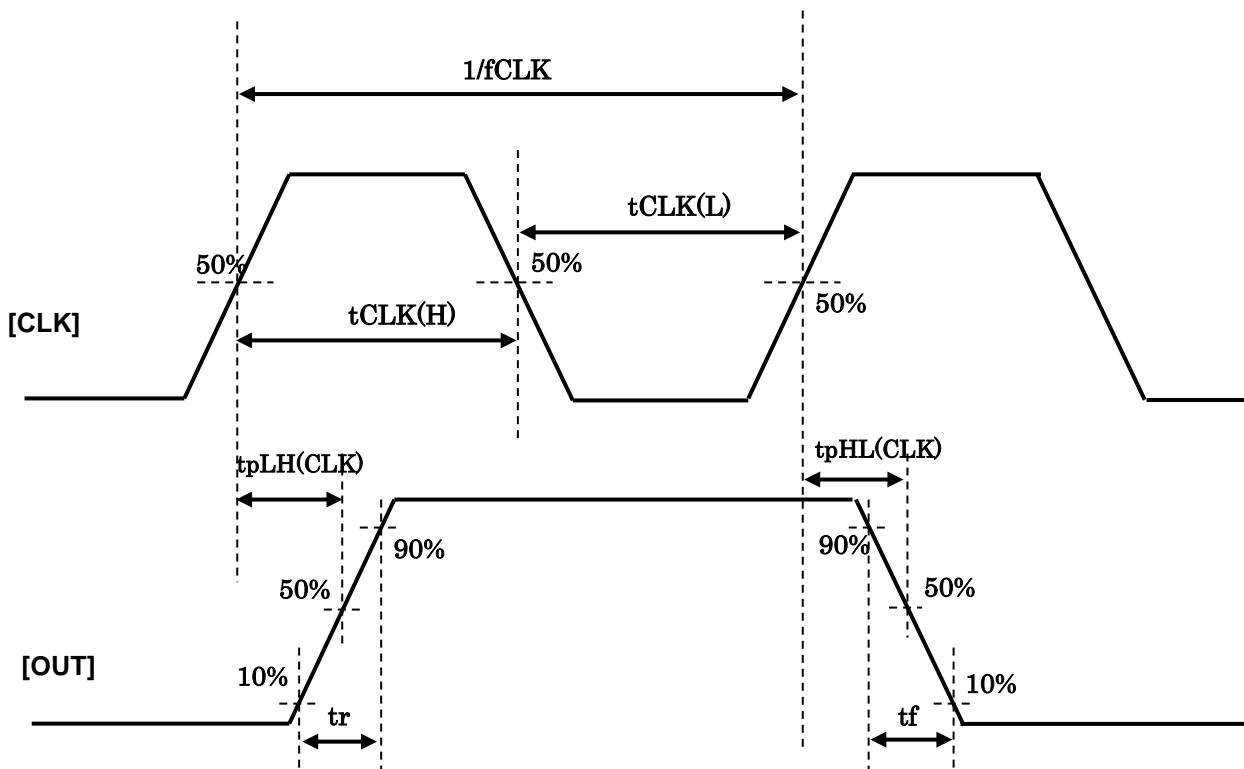 1/fCLK
tCLK(L)
50%
50%
50%
tCLK(H)
[CLK]
tpLH(CLK)
tpHL(CLK)
90%
90%
50%
50%
[OUT]
10%
10%
tr
tf